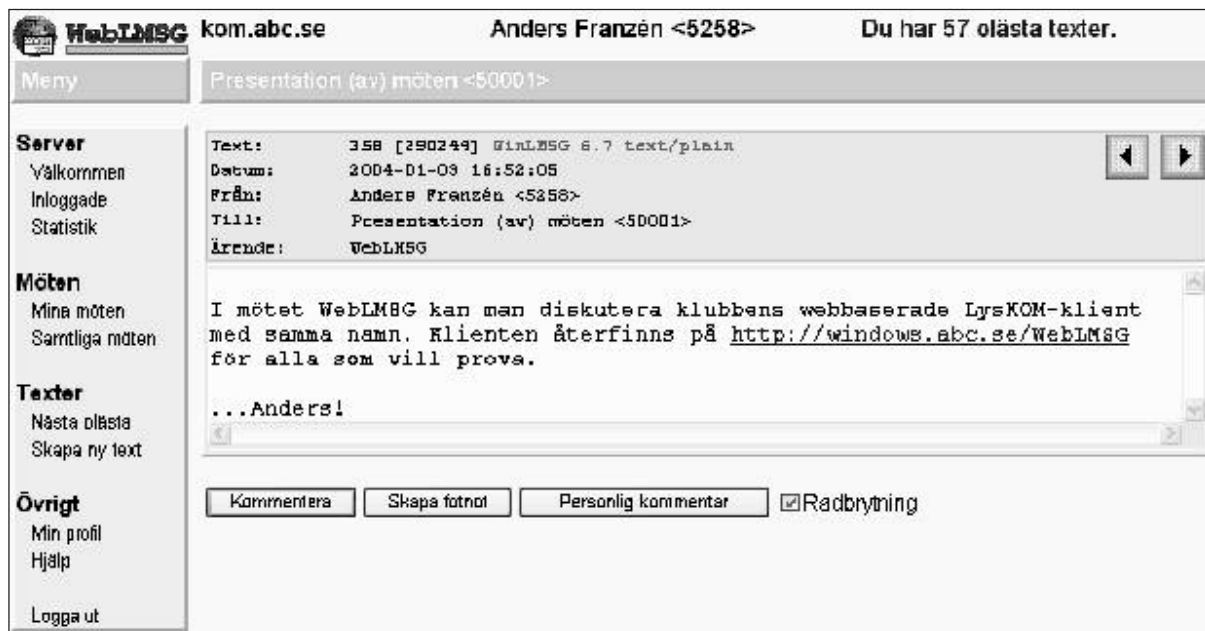 WebLMSG kom.abc.se Anders Franzén <5258> Du har 57 olästa texter.
Meny
Presentation (av) möten <50001>
Server
Välkommen
Inloggade
Statistik
Möten
Mina möten
Samtliga möten
Texter
Nästa olästa
Skapa ny text
Övrigt
Min profil
Hjälp
Logga ut
Text: 358 [290249] WinLMSG 6.7 text/plain
Datum: 2004-01-09 16:52:05
Från: Anders Franzén <5258>
Till: Presentation (av) möten <50001>
Ärende: WebLMSG
I mötet WebLMSG kan man diskutera klubbens webbaserade LysKOM-klient
med samma namn. Klienten återfinns på http://windows.abc.se/WebLMSG
för alla som vill prova.
...Anders!
Kommentera Skapa fotnot Personlig kommentar Radbrytning